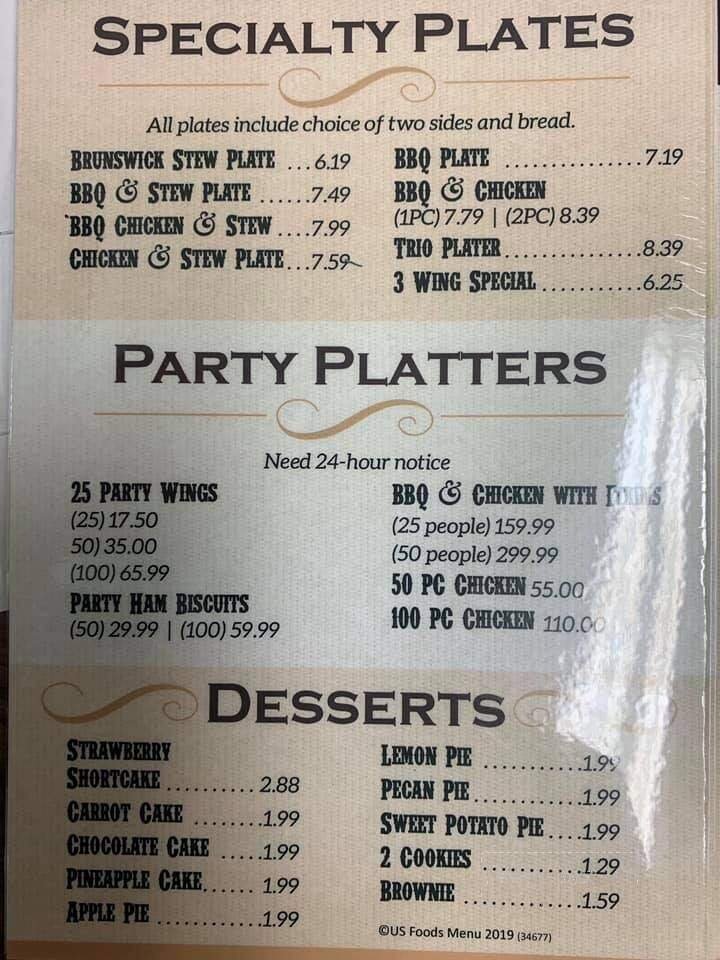 SPECIALTY PLATES
All plates include choice of two sides and bread.
BRUNSWICK STEW PLATE ...6.19
BBQ & STEW PLATE ......7.49
BBQ CHICKEN & STEW ....7.99
CHICKEN & STEW PLATE...7.59
BBQ PLATE ..............7.19
BBQ & CHICKEN
(1PC) 7.79 | (2PC) 8.39
TRIO PLATER..............8.39
3 WING SPECIAL ..........6.25
PARTY PLATTERS
Need 24-hour notice
25 PARTY WINGS
(25) 17.50
50) 35.00
(100) 65.99
PARTY HAM BISCUITS
(50) 29.99 | (100) 59.99
BBQ & CHICKEN WITH
(25 people) 159.99
(50 people) 299.99
50 PC CHICKEN 55.00
100 PC CHICKEN 110.00
DESSERTS
STRAWBERRY
SHORTCAKE .......... 2.88
CARROT CAKE ........1.99
CHOCOLATE CAKE .....1.99
PINEAPPLE CAKE...... 1.99
APPLE PIE ............1.99
LEMON PIE ...........1.99
PECAN PIE ............1.99
SWEET POTATO PIE....1.99
2 COOKIES ...........1.29
BROWNIE .............1.59
©US Foods Menu 2019 (34677)